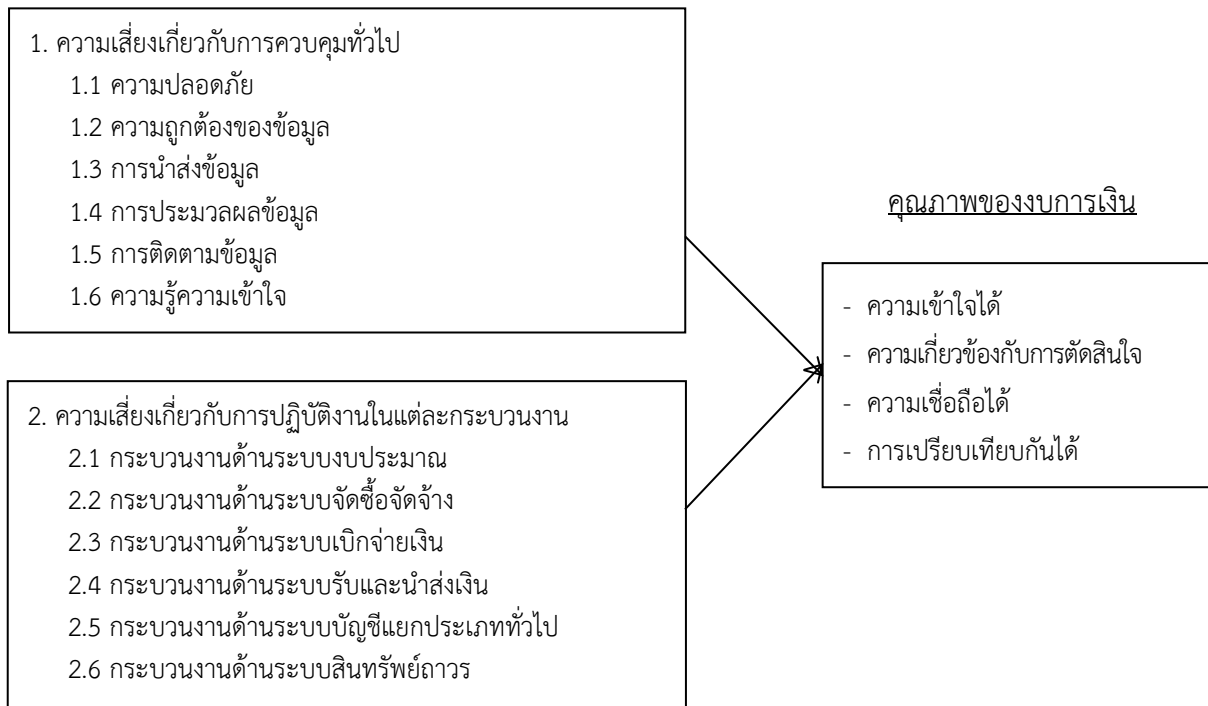 1. ความเสี่ยงเกี่ยวกับการควบคุมทั่วไป
1.1 ความปลอดภัย
1.2 ความถูกต้องของข้อมูล
1.3 การนำส่งข้อมูล
1.4 การประมวลผลข้อมูล
1.5 การติดตามข้อมูล
1.6 ความรู้ความเข้าใจ
2. ความเสี่ยงเกี่ยวกับการปฏิบัติงานในแต่ละกระบวนงาน
2.1 กระบวนงานด้านระบบงบประมาณ
2.2 กระบวนงานด้านระบบจัดซื้อจัดจ้าง
2.3 กระบวนงานด้านระบบเบิกจ่ายเงิน
2.4 กระบวนงานด้านระบบรับและนำส่งเงิน
2.5 กระบวนงานด้านระบบบัญชีแยกประเภททั่วไป
2.6 กระบวนงานด้านระบบสินทรัพย์ถาวร
คุณภาพของงบการเงิน
- ความเข้าใจได้
- ความเกี่ยวข้องกับการตัดสินใจ
- ความเชื่อถือได้
- การเปรียบเทียบกันได้